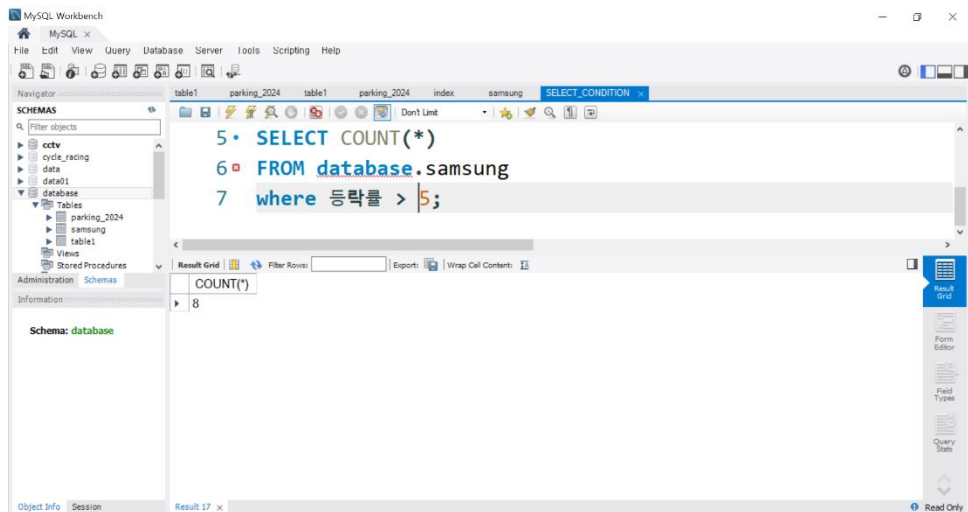 MySQL Workbench
MySQL ×
File Edit View Query Database Server Tools Scripting Help
Navigator
table1 parking_2024 table1 parking_2024 index samsung SELECT_CONDITION ×
SCHEMAS
Filter objects
Don't Limit
cctv
cycle_racing
data
data01
database
Tables
parking_2024
samsung
table1
Views
Stored Procedures
5 SELECT COUNT(*)
6 FROM database.samsung
7 where 등락률 > 5;
Administration Schemas
Result Grid Filter Rows: Export: Wrap Cell Content:
Information
COUNT(*)
8
Schema: database
Result Grid
Form Editor
Field Types
Query Stats
Object Info Session
Result 17 ×
Read Only